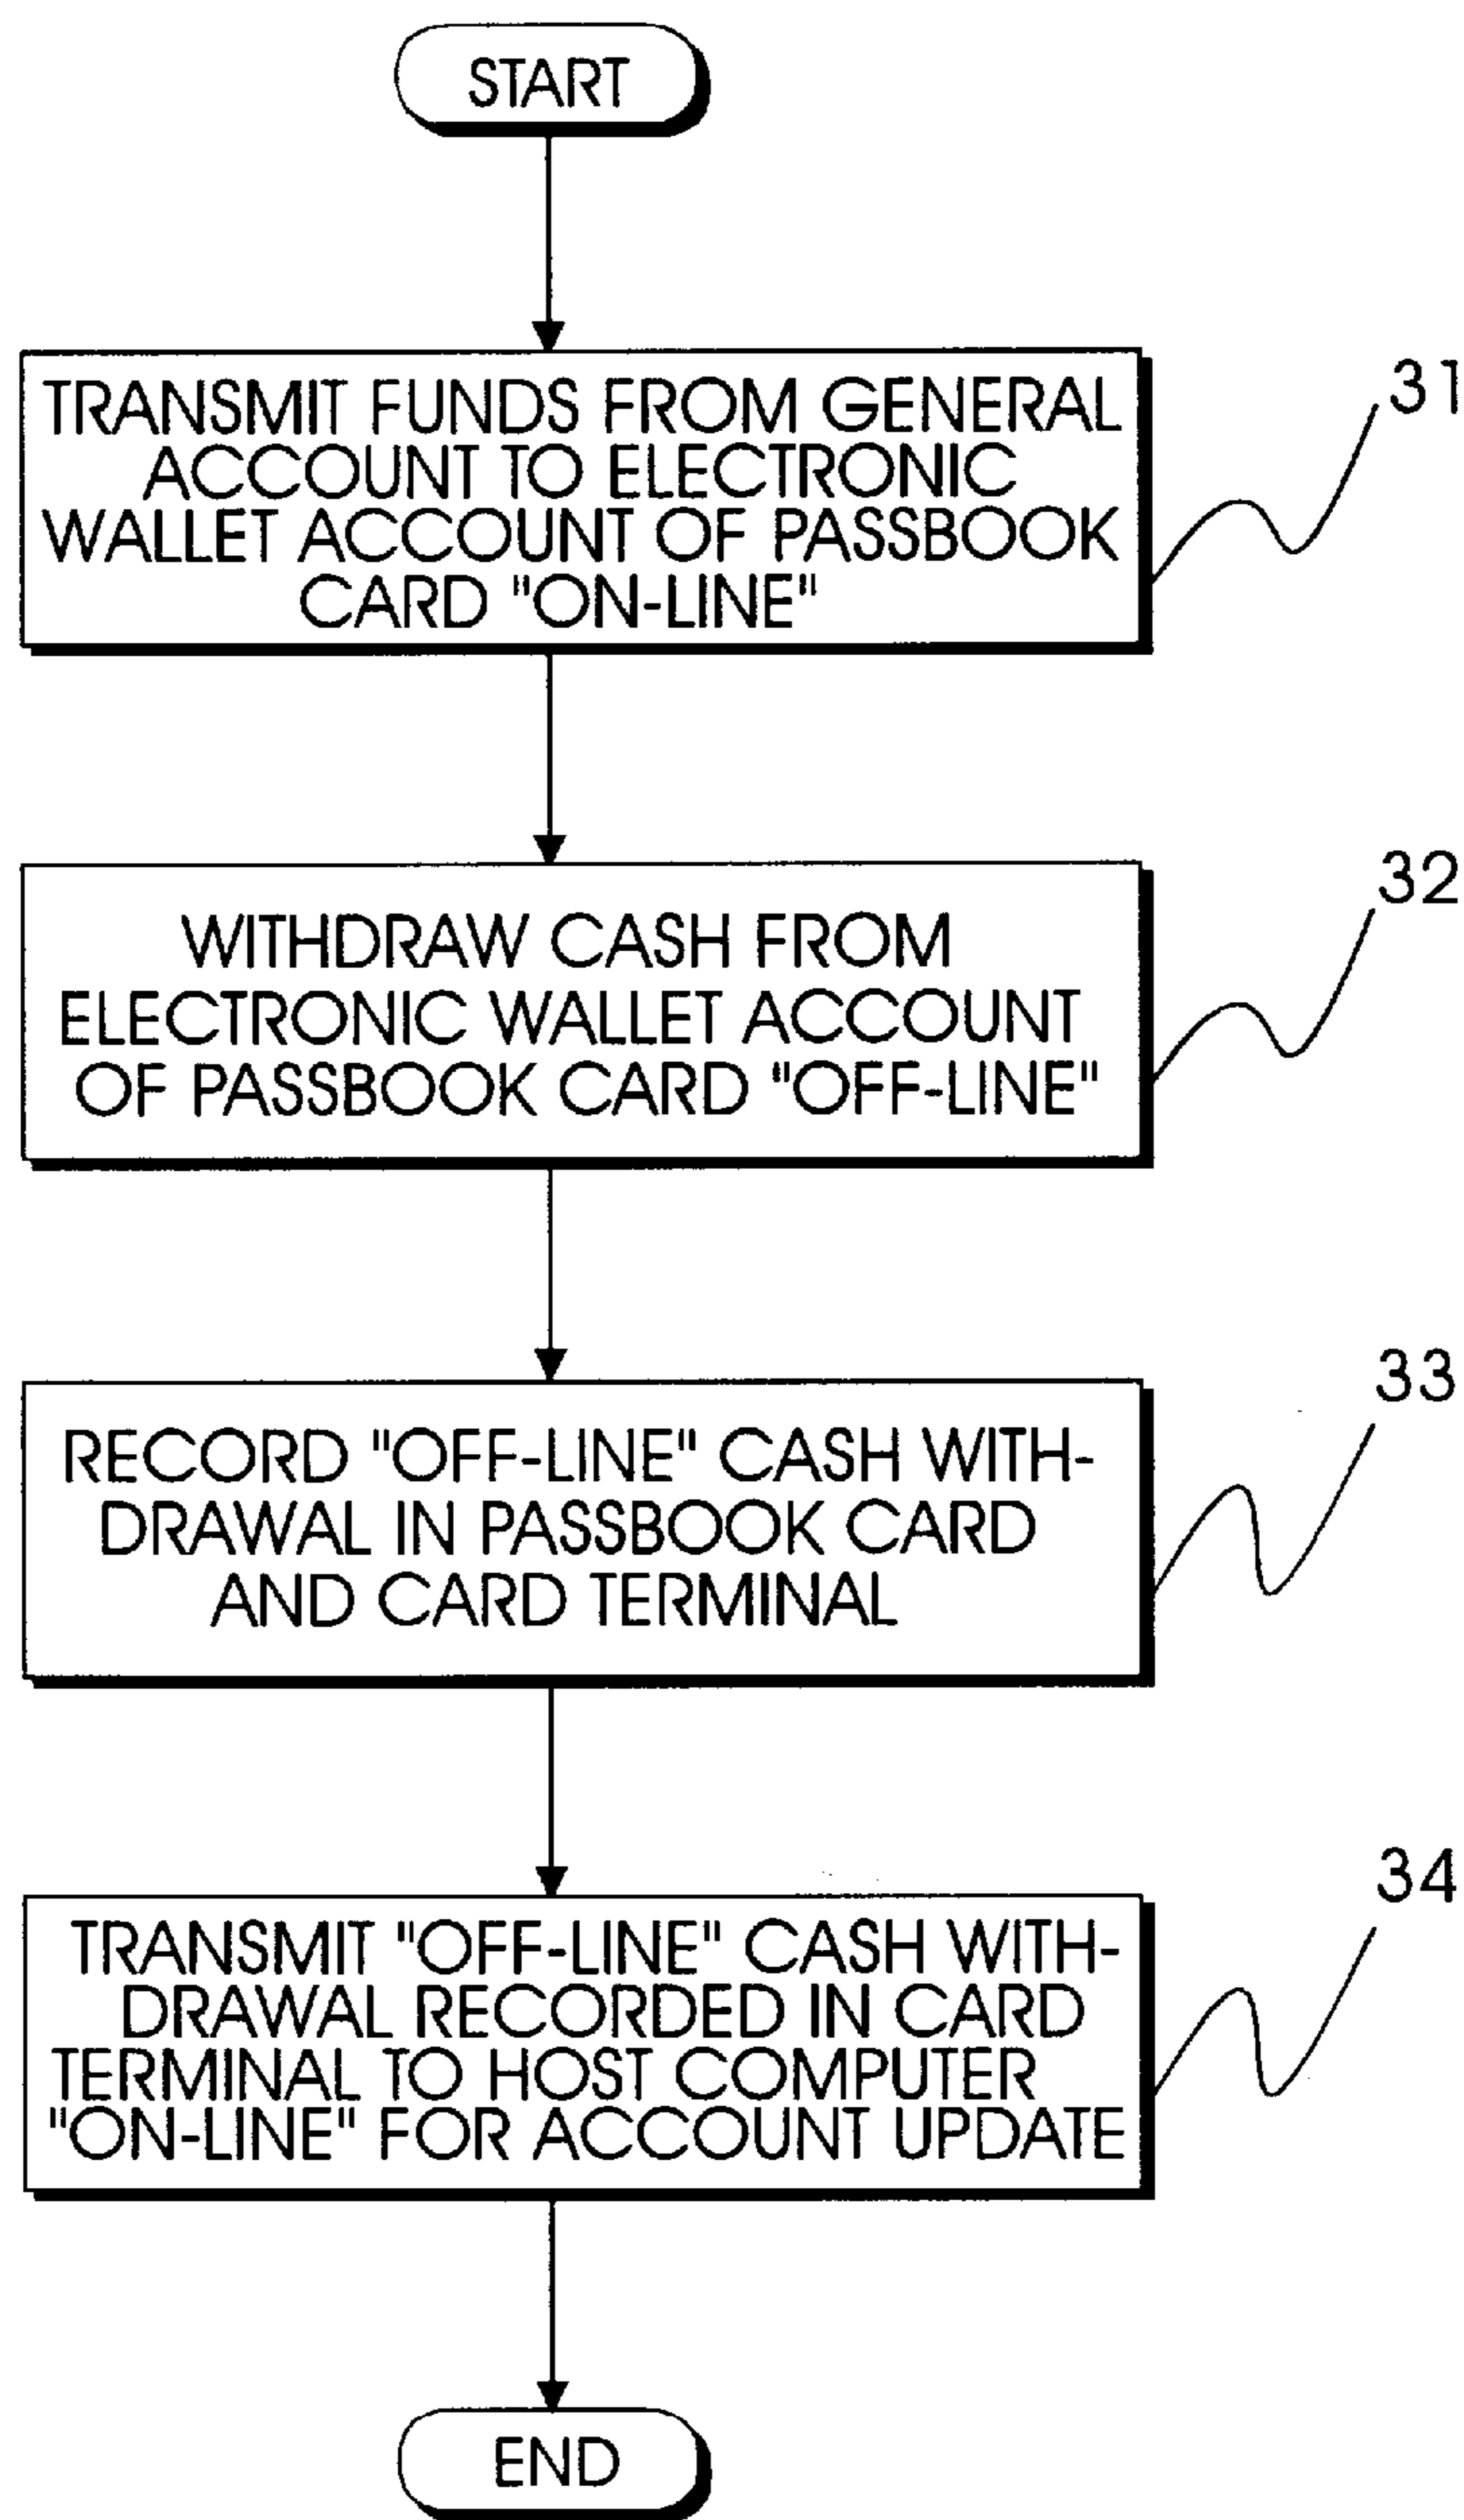 START
TRANSMIT FUNDS FROM GENERAL
ACCOUNT TO ELECTRONIC
WALLET ACCOUNT OF PASSBOOK
CARD "ON-LINE"
31
WITHDRAW CASH FROM
ELECTRONIC WALLET ACCOUNT
OF PASSBOOK CARD "OFF-LINE"
32
RECORD "OFF-LINE" CASH WITH-
DRAWAL IN PASSBOOK CARD
AND CARD TERMINAL
33
TRANSMIT "OFF-LINE" CASH WITH-
DRAWAL RECORDED IN CARD
TERMINAL TO HOST COMPUTER
"ON-LINE" FOR ACCOUNT UPDATE
34
END